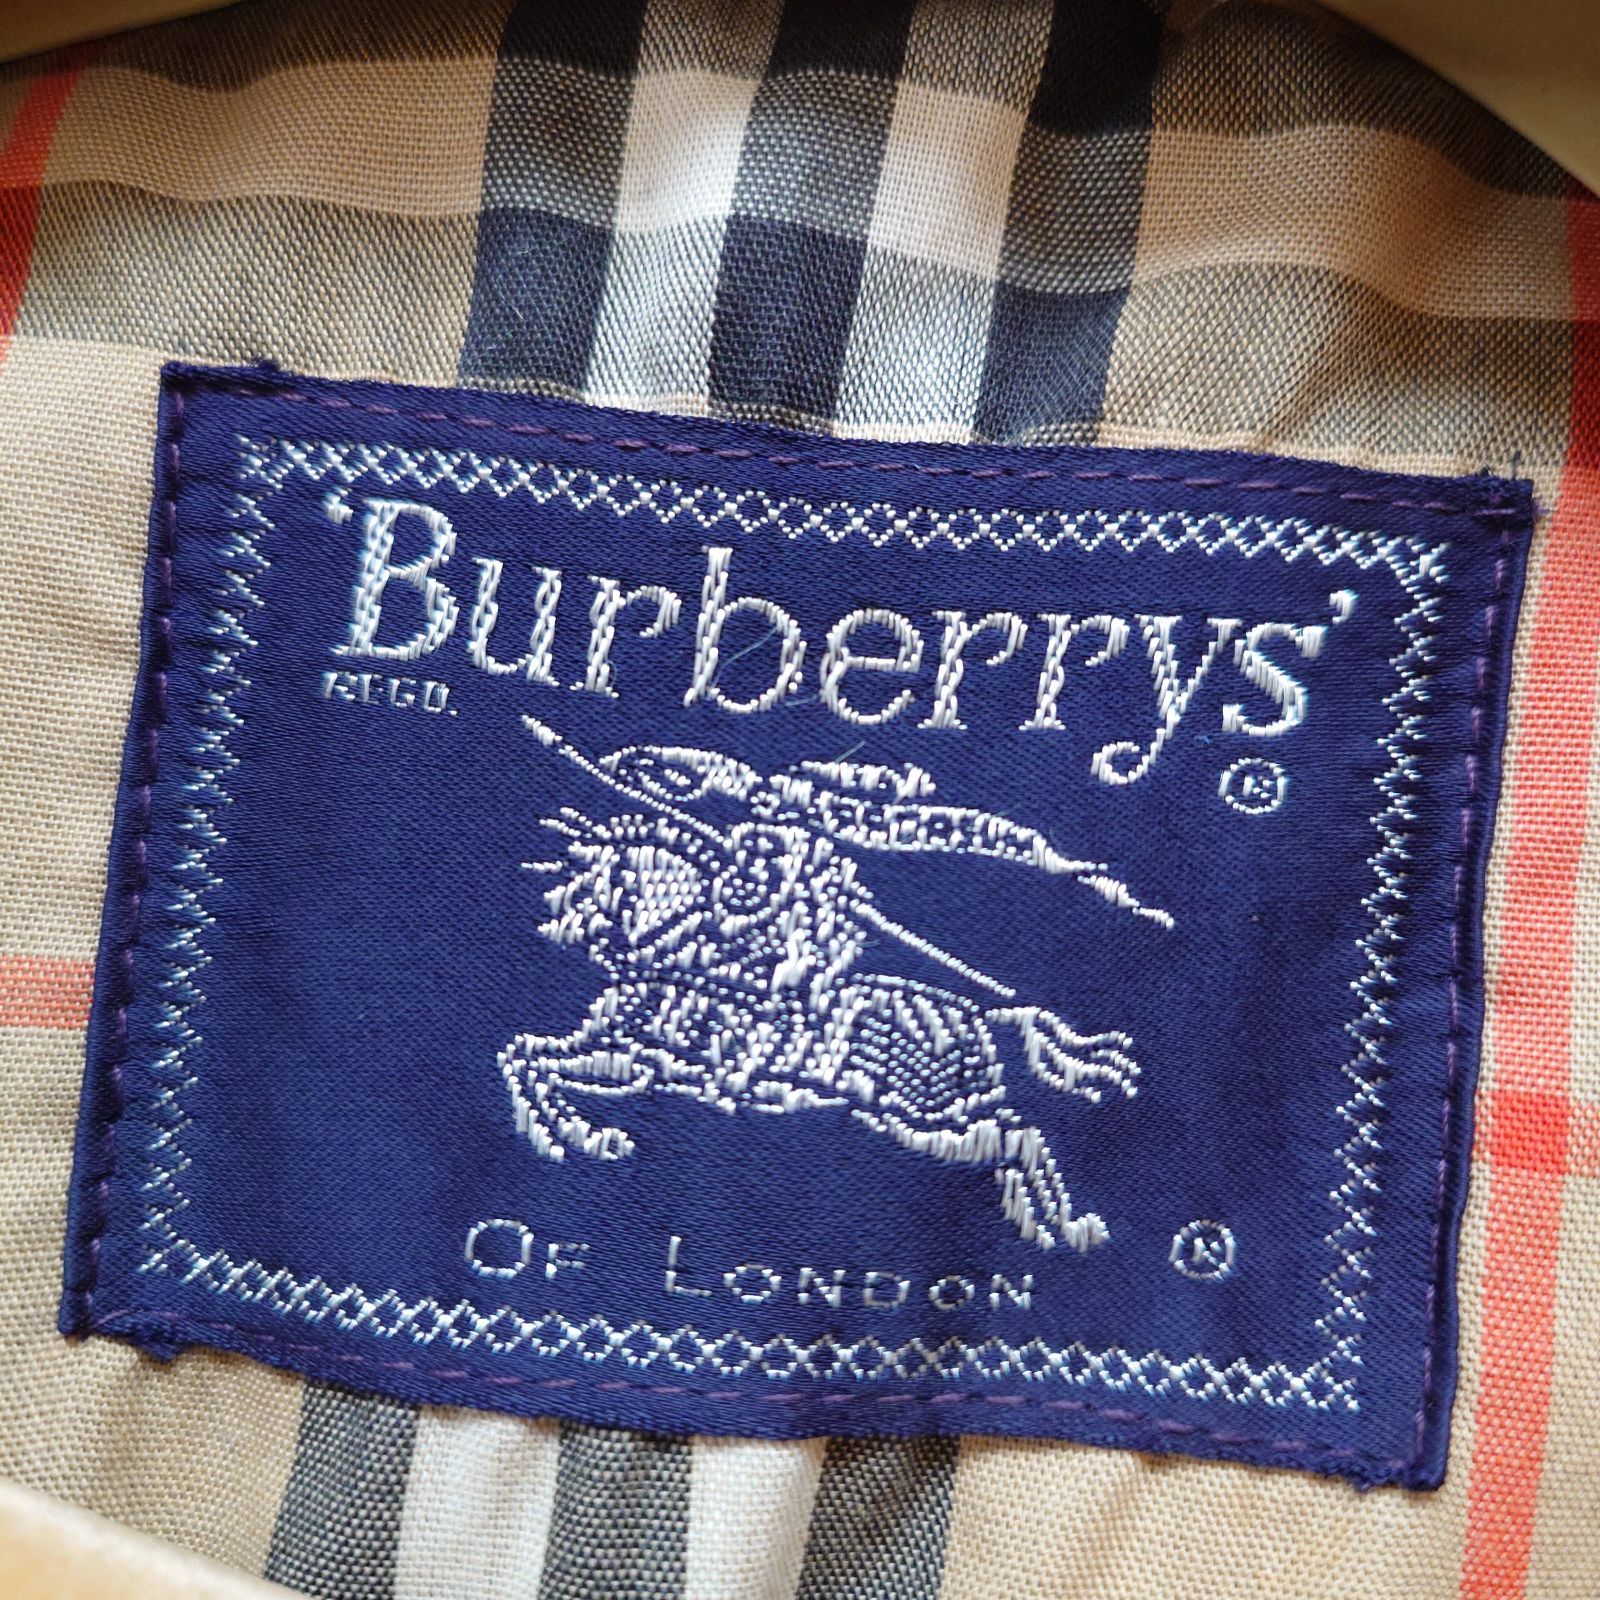 'Burberrys'
REGD.
®
OF LONDON ®